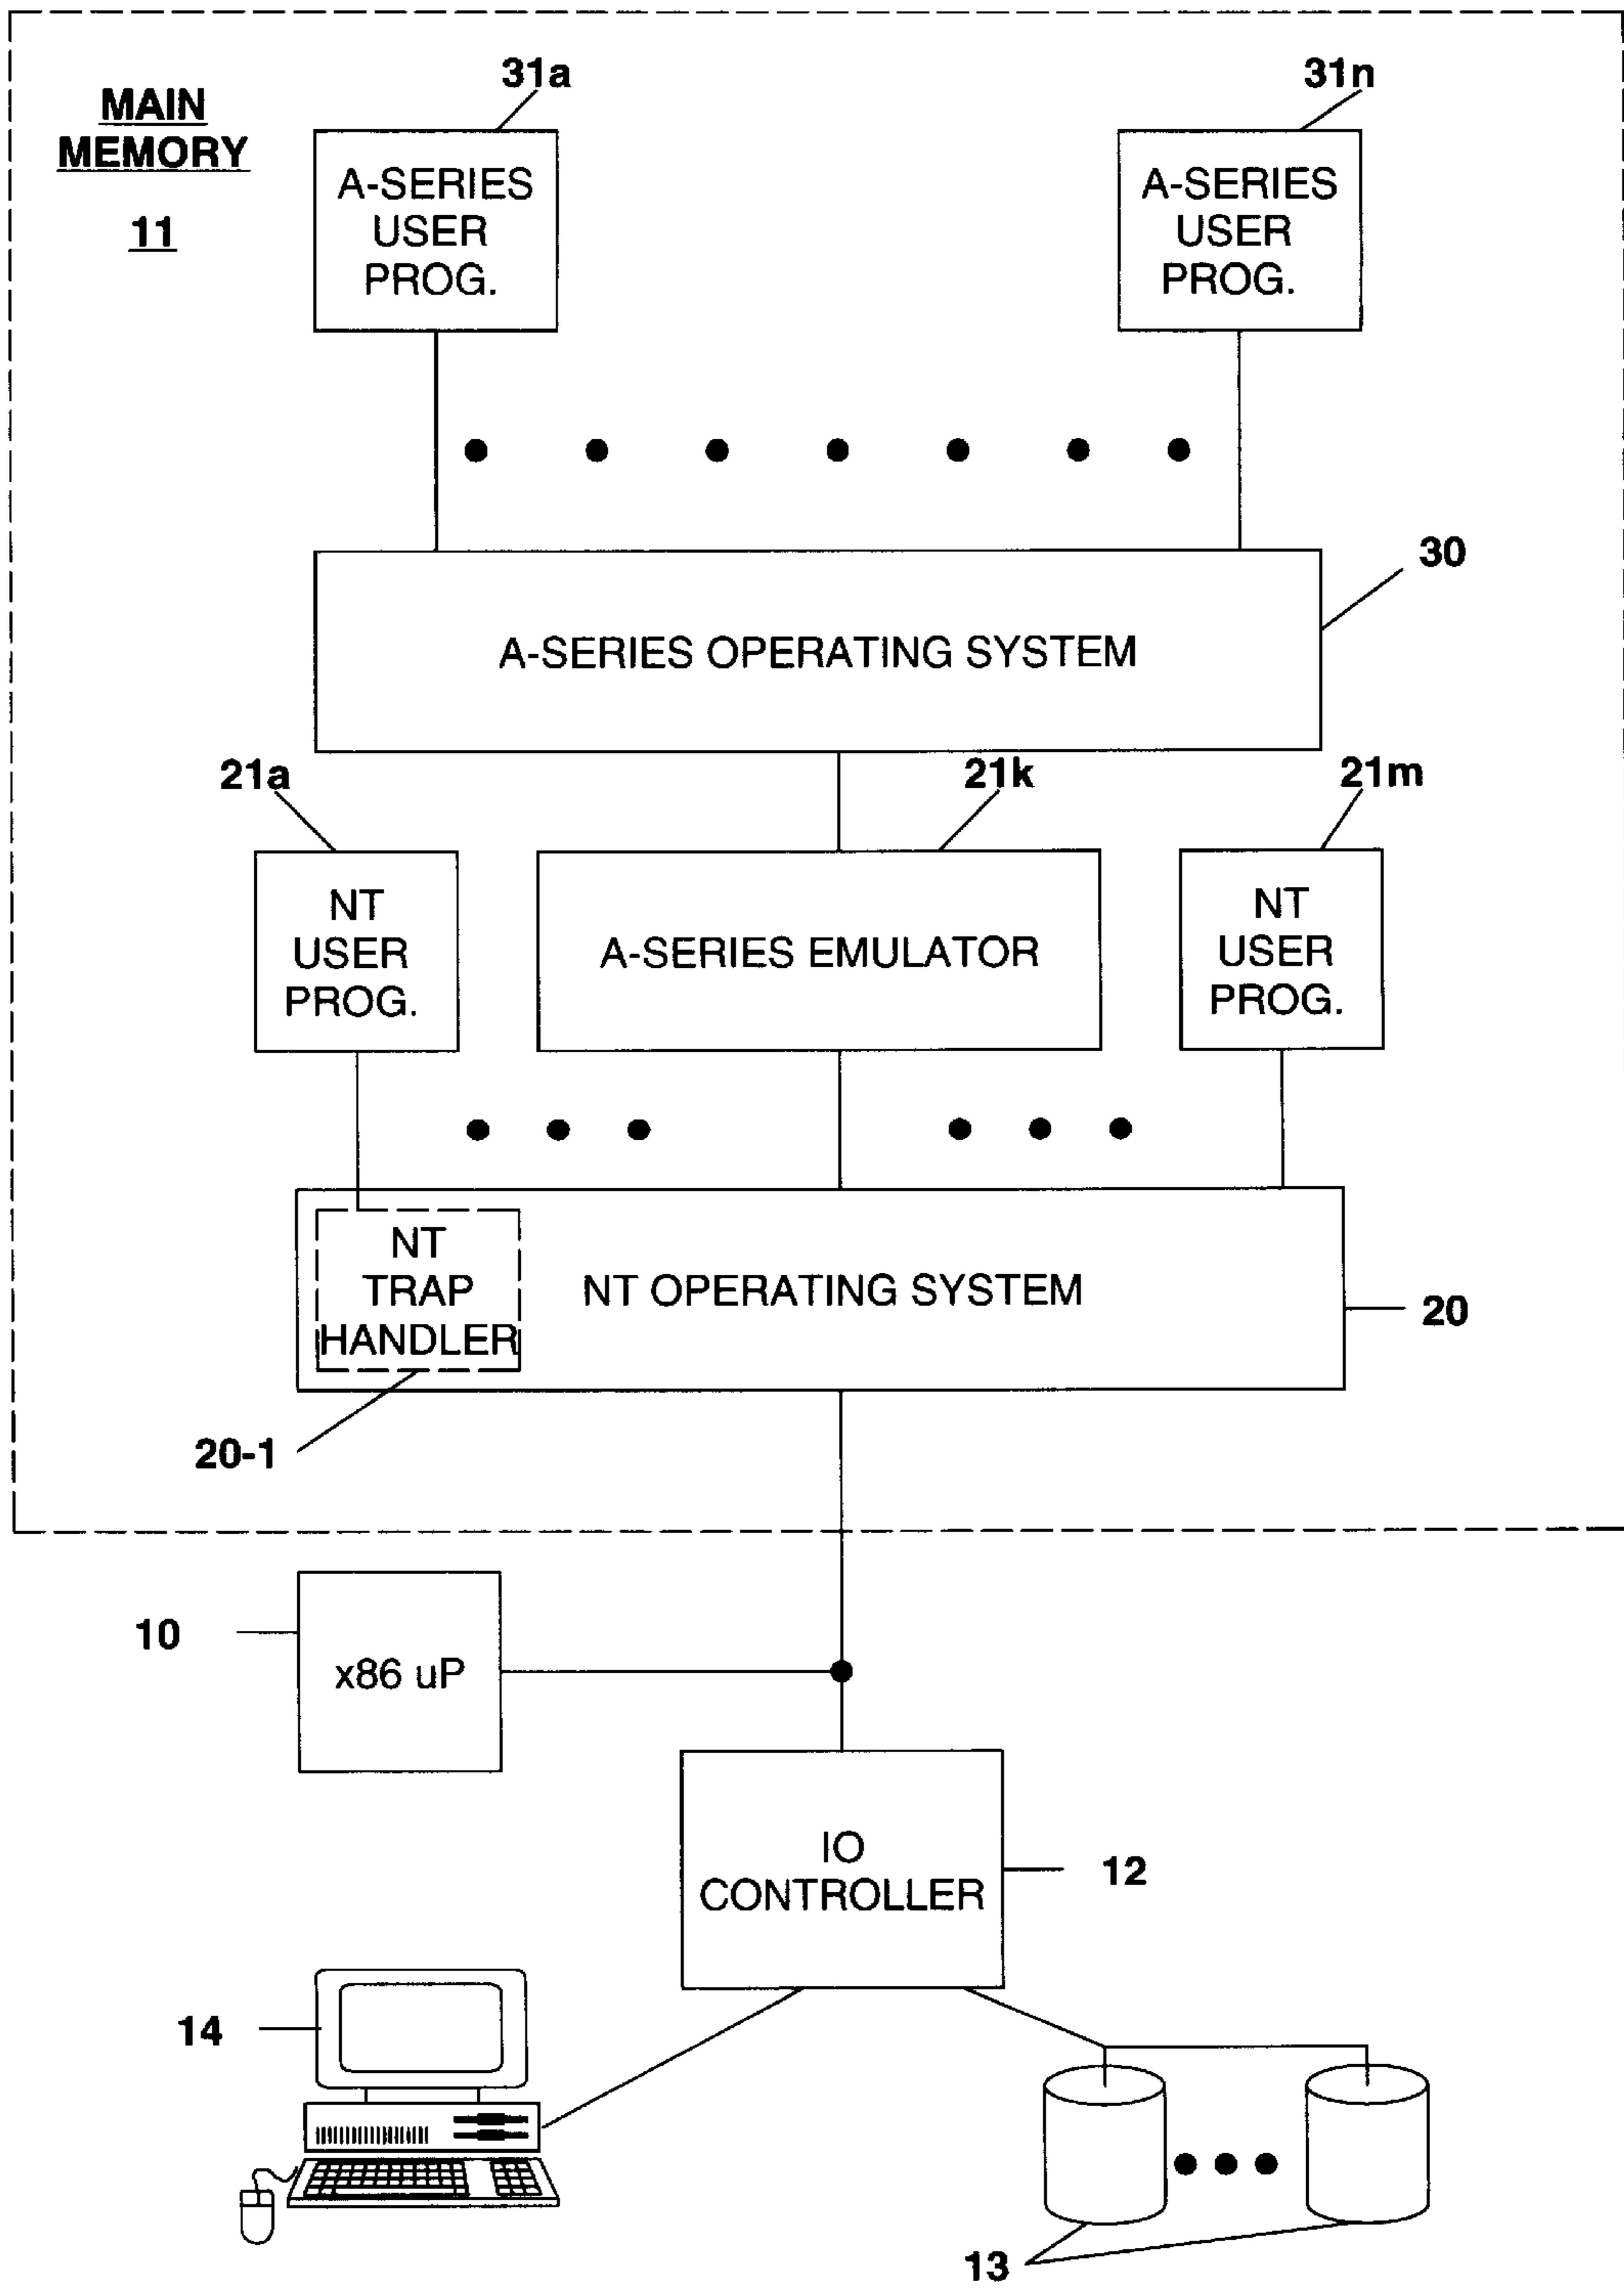 31a
31n
MAIN
MEMORY
11
A-SERIES
USER
PROG.
A-SERIES
USER
PROG.
30
A-SERIES OPERATING SYSTEM
21a
21k
21m
NT
USER
PROG.
A-SERIES EMULATOR
NT
USER
PROG.
NT
TRAP
HANDLER
NT OPERATING SYSTEM
20
20-1
10
x86 uP
IO
CONTROLLER
12
14
13